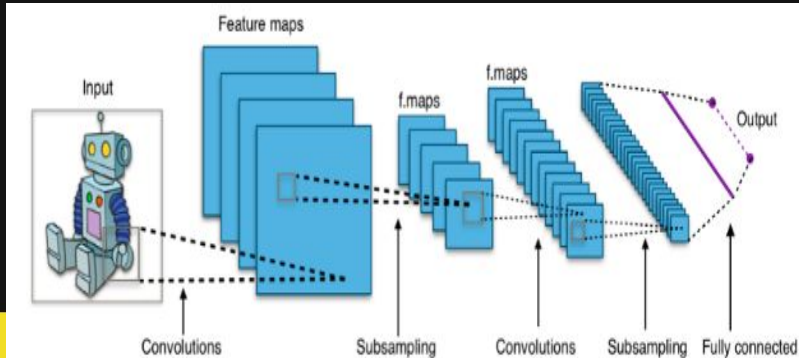 Feature maps
Input
f.maps
f.maps
Output
Convolutions
Subsampling
Convolutions
Subsampling
Fully connected